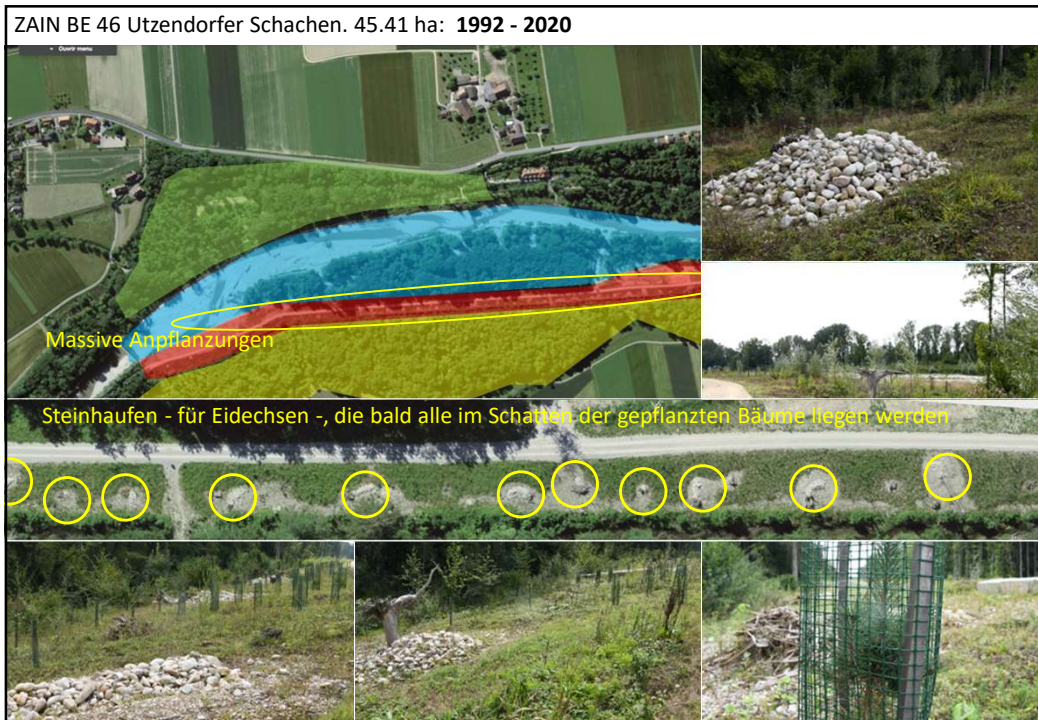 ZAIN BE 46 Utzendorfer Schachen. 45.41 ha: 1992 - 2020
Ouvrir menu
Massive Anpflanzungen
Steinhaufen - für Eidechsen -, die bald alle im Schatten der gepflanzten Bäume liegen werden